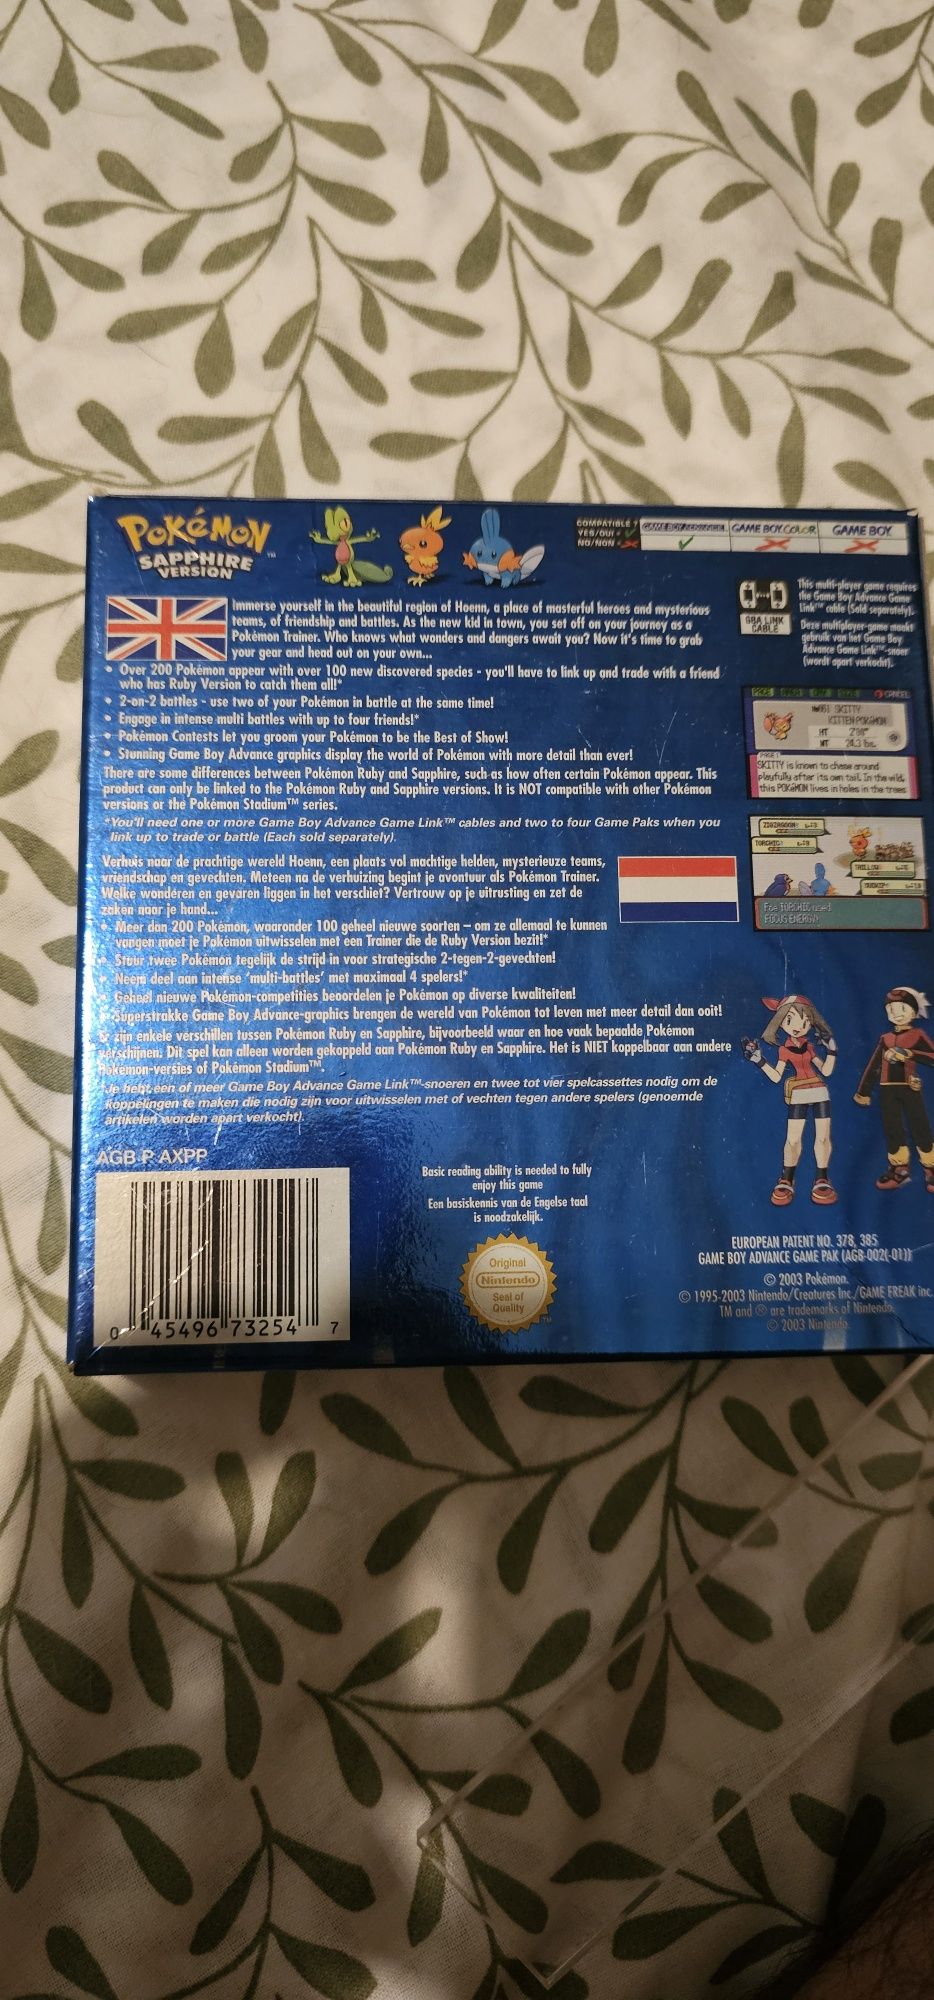 POKéMON
SAPPHIRE
VERSION
TM
COMPATIBLE ?
YES/OUI =
NO/NON =
GAME BOY ADVANCE
GAME BOY COLOR
GAME BOY
Immerse yourself in the beautiful region of Hoenn, a place of masterful heroes and mysterious
teams, of friendship and battles. As the new kid in town, you set off on your journey as a
Pokémon Trainer. Who knows what wonders and dangers await you? Now it's time to grab
your gear and head out on your own...
• Over 200 Pokémon appear with over 100 new discovered species - you'll have to link up and trade with a friend
who has Ruby Version to catch them all!*
• 2-on-2 battles - use two of your Pokémon in battle at the same time!
• Engage in intense multi battles with up to four friends!*
• Pokémon Contests let you groom your Pokémon to be the Best of Show!
• Stunning Game Boy Advance graphics display the world of Pokémon with more detail than ever!
There are some differences between Pokémon Ruby and Sapphire, such as how often certain Pokémon appear. This
product can only be linked to the Pokémon Ruby and Sapphire versions. It is NOT compatible with other Pokémon
versions or the Pokémon Stadium™ series.
*You'll need one or more Game Boy Advance Game Link™ cables and two to four Game Paks when you
link up to trade or battle (Each sold separately).
Verhuis naar de prachtige wereld Hoenn, een plaats vol machtige helden, mysterieuze teams,
vriendschap en gevechten. Meteen na de verhuizing begint je avontuur als Pokémon Trainer.
Welke wonderen en gevaren liggen in het verschiet? Vertrouw op je uitrusting en zet de
zaken naar je hand...
• Meer dan 200 Pokémon, waaronder 100 geheel nieuwe soorten – om ze allemaal te kunnen
vangen moet je Pokémon uitwisselen met een Trainer die de Ruby Version bezit!*
• Stuur twee Pokémon tegelijk de strijd in voor strategische 2-tegen-2-gevechten!
• Neem deel aan intense 'multi-battles' met maximaal 4 spelers!*
• Geheel nieuwe Pokémon-competities beoordelen je Pokémon op diverse kwaliteiten!
• Superstrakke Game Boy Advance-graphics brengen de wereld van Pokémon tot leven met meer detail dan ooit!
Er zijn enkele verschillen tussen Pokémon Ruby en Sapphire, bijvoorbeeld waar en hoe vaak bepaalde Pokémon
verschijnen. Dit spel kan alleen worden gekoppeld aan Pokémon Ruby en Sapphire. Het is NIET koppelbaar aan andere
Pokémon-versies of Pokémon Stadium™.
*Je hebt een of meer Game Boy Advance Game Link™-snoeren en twee tot vier spelcassettes nodig om de
koppelingen te maken die nodig zijn voor uitwisselen met of vechten tegen andere spelers (genoemde
artikelen worden apart verkocht).
GBA LINK
CABLE
This multi-player game requires
the Game Boy Advance Game
Link™ cable (Sold separately).
Deze multiplayer-game maakt
gebruik van het Game Boy
Advance Game Link™-snoer
(wordt apart verkocht).
CANCEL
SKITTY
KITTEN POKéMON
HT 2'00"
WT 24.3 lbs.
SKITTY is known to chase around
playfully after its own tail. In the wild,
this POKéMON lives in holes in the trees
ZIGZAGOON
TORCHIC
TAILLOW
MUDKIP
Foe TORCHIC used
FOCUS ENERGY!
AGB P AXPP
0 45496 73254 7
Basic reading ability is needed to fully
enjoy this game
Een basiskennis van de Engelse taal
is noodzakelijk.
Original
Nintendo
Seal of
Quality
TM
EUROPEAN PATENT NO. 378, 385
GAME BOY ADVANCE GAME PAK (AGB-002(-01))
© 2003 Pokémon.
© 1995-2003 Nintendo/Creatures Inc./GAME FREAK inc.
TM and ® are trademarks of Nintendo.
© 2003 Nintendo.